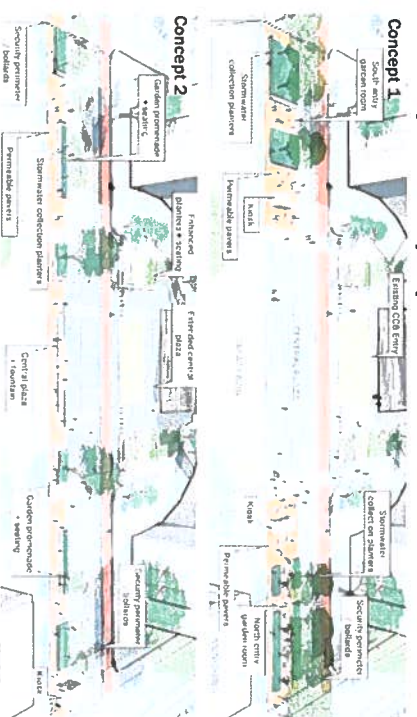 Concept 1
South entry
garden room
Stormwater
collection planters
Kiosk
Permeable pavers
Existing CCB Entry
Stormwater
collection planters
Security perimeter
bollards
Kiosk
Permeable pavers
North entry
garden room
Concept 2
Garden promenade
+ seating
Security perimeter
bollards
Permeable pavers
Stormwater collection planters
Enhanced
planters + seating
Extended central
plaza
Central plaza
fountain
Garden promenade
+ seating
Security perimeter
bollards
Kiosk